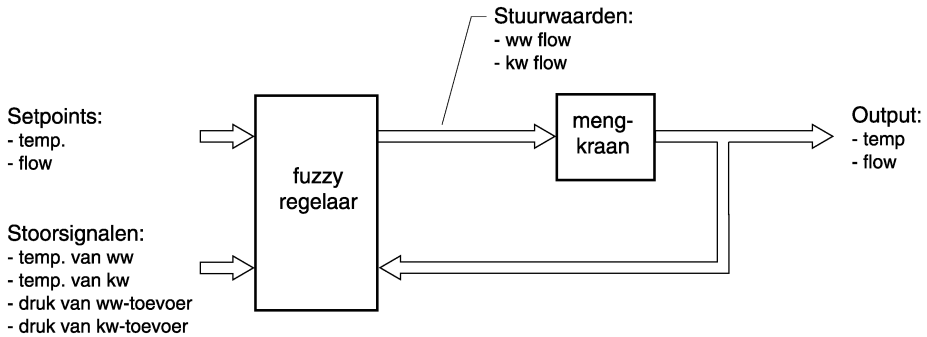 Stuurwaarden:
- ww flow
- kw flow
Setpoints:
- temp.
- flow
fuzzy
regelaar
meng-
kraan
Output:
- temp
- flow
Stoorsignalen:
- temp. van ww
- temp. van kw
- druk van ww-toevoer
- druk van kw-toevoer